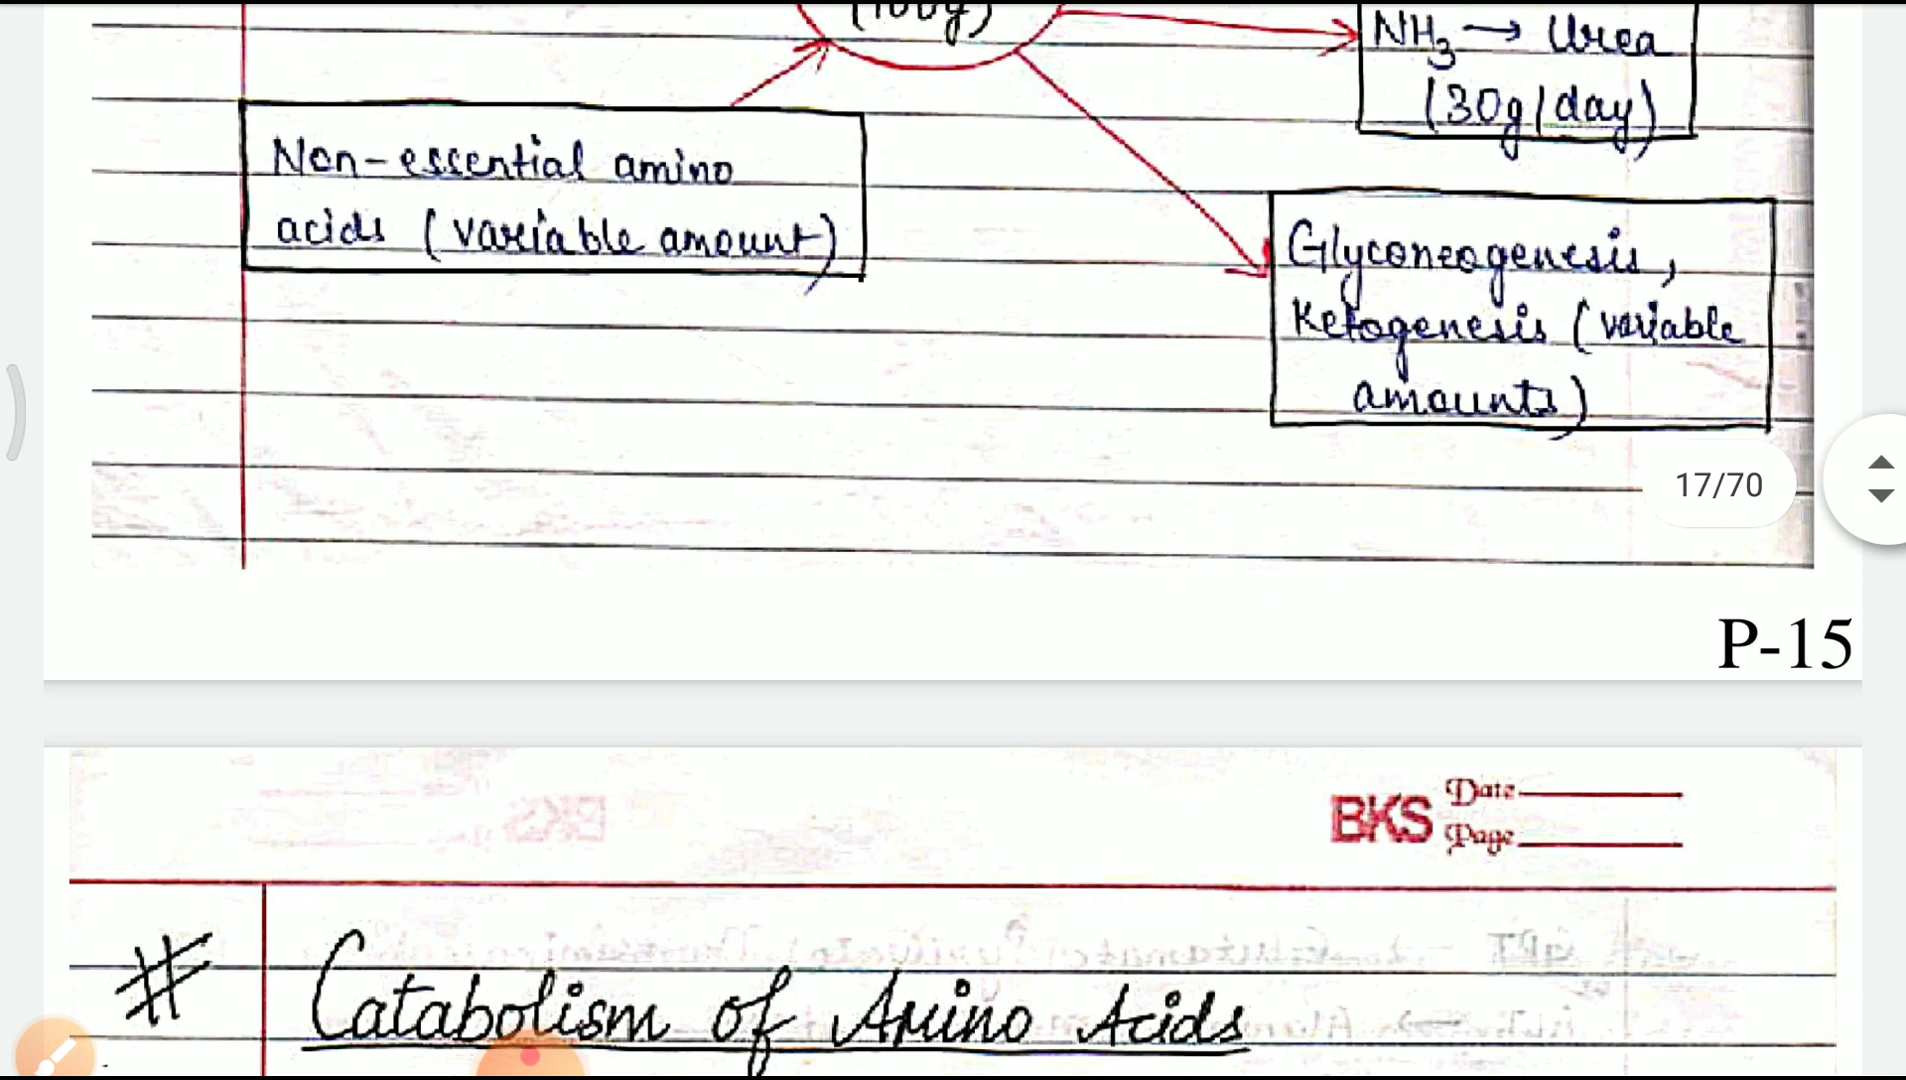 (100g)
NH3 → Urea
(30g/day)
Non-essential amino
acids (variable amount)
Glyconeogenesis,
Ketogenesis (variable
amounts)
17/70
P-15
BKS Date
Page
# Catabolism of Amino Acids